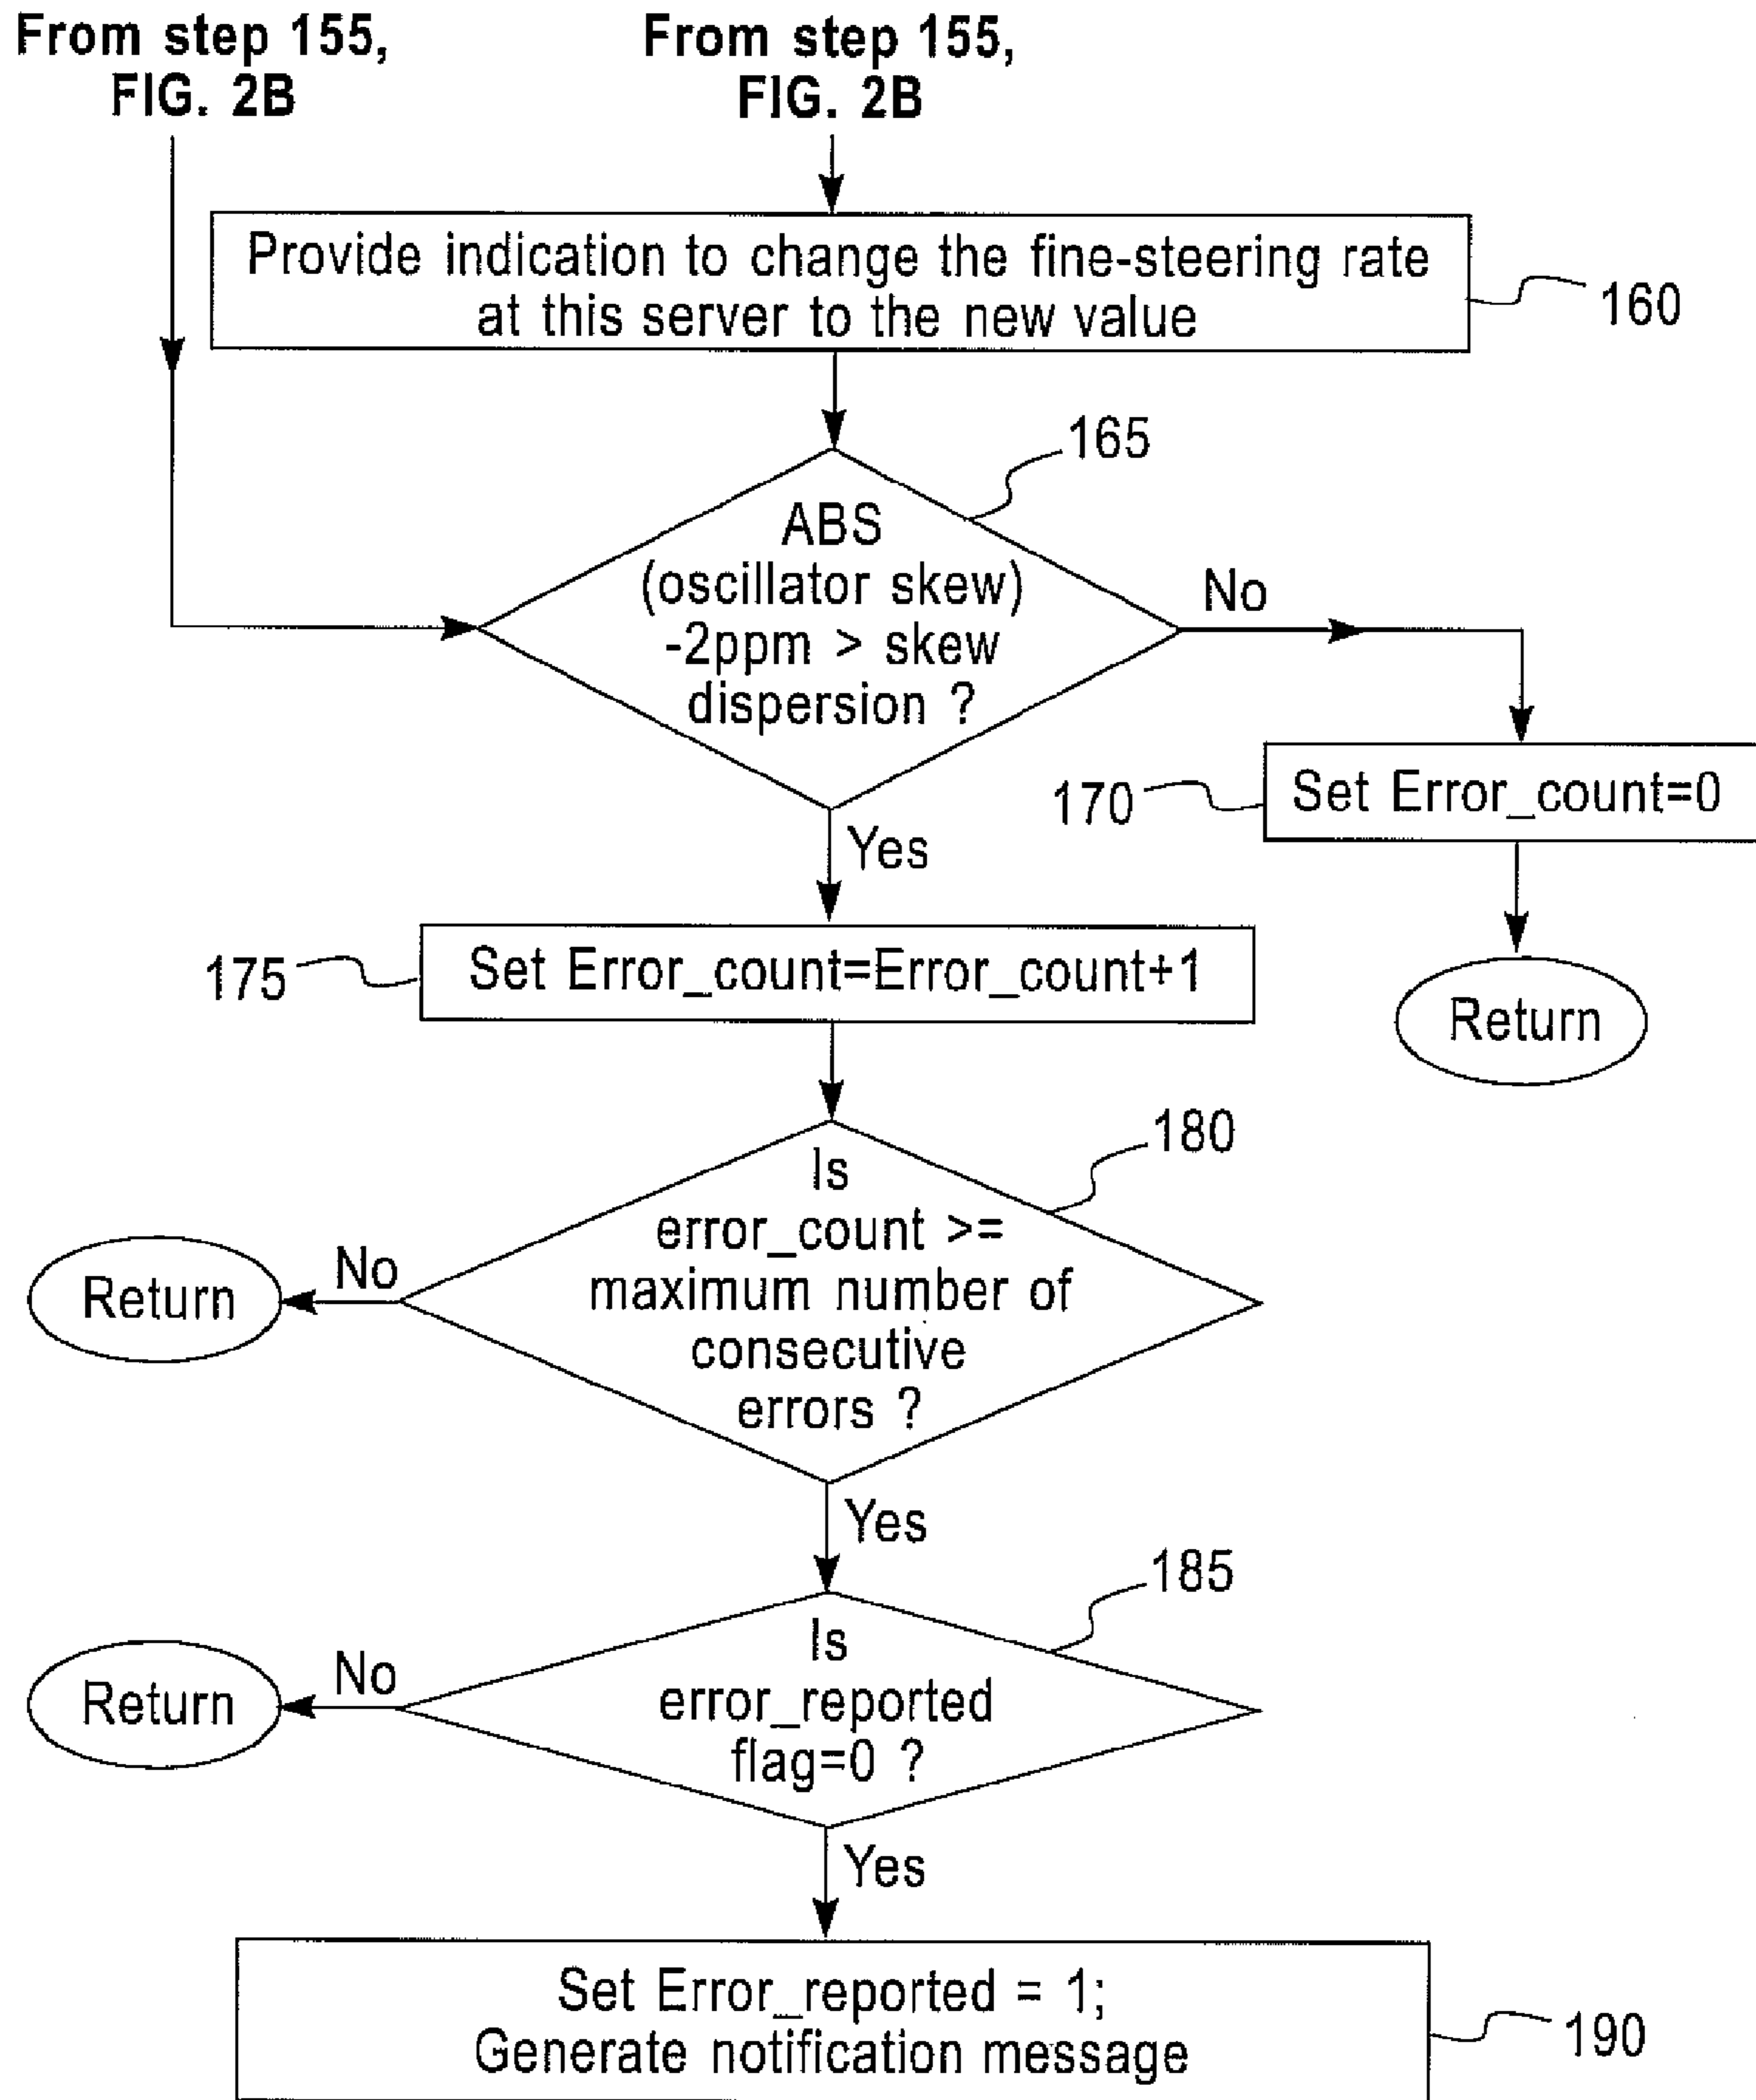 From step 155,
FIG. 2B
From step 155,
FIG. 2B
Provide indication to change the fine-steering rate
at this server to the new value
160
165
ABS
(oscillator skew)
-2ppm > skew
dispersion ?
No
170
Set Error_count=0
Return
Yes
175
Set Error_count=Error_count+1
180
Is
error_count >=
maximum number of
consecutive
errors ?
No
Return
Yes
185
Is
error_reported
flag=0 ?
No
Return
Yes
Set Error_reported = 1;
Generate notification message
190